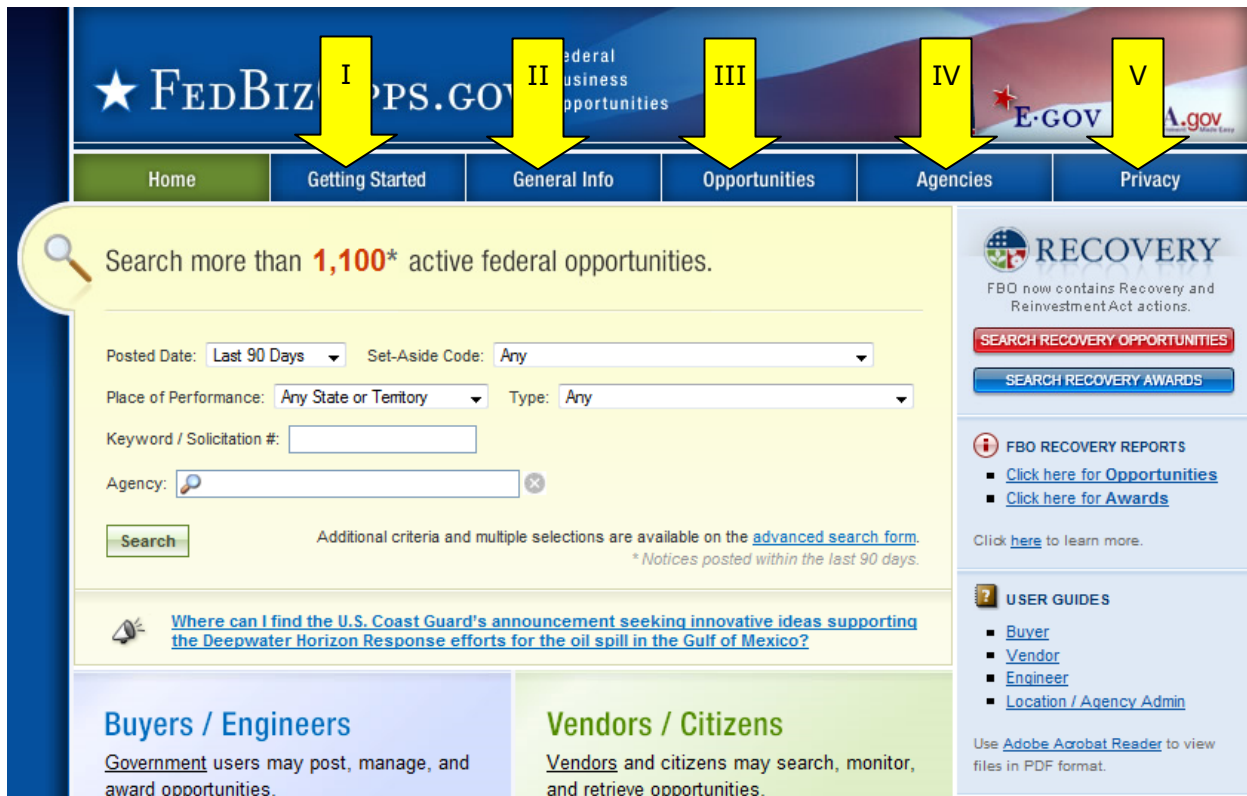 I II III IV V
★ FEDBIZ PPS.GO
ederal
usiness
pportunities
E·GOV A.gov
Home Getting Started General Info Opportunities Agencies Privacy
Search more than 1,100* active federal opportunities.
Posted Date: Last 90 Days Set-Aside Code: Any
Place of Performance: Any State or Territory Type: Any
Keyword / Solicitation #:
Agency:
Search
Additional criteria and multiple selections are available on the advanced search form.
* Notices posted within the last 90 days.
Where can I find the U.S. Coast Guard's announcement seeking innovative ideas supporting
the Deepwater Horizon Response efforts for the oil spill in the Gulf of Mexico?
Buyers / Engineers
Government users may post, manage, and
award opportunities.
Vendors / Citizens
Vendors and citizens may search, monitor,
and retrieve opportunities.
RECOVERY
FBO now contains Recovery and
Reinvestment Act actions.
SEARCH RECOVERY OPPORTUNITIES
SEARCH RECOVERY AWARDS
FBO RECOVERY REPORTS
Click here for Opportunities
Click here for Awards
Click here to learn more.
USER GUIDES
Buyer
Vendor
Engineer
Location / Agency Admin
Use Adobe Acrobat Reader to view
files in PDF format.